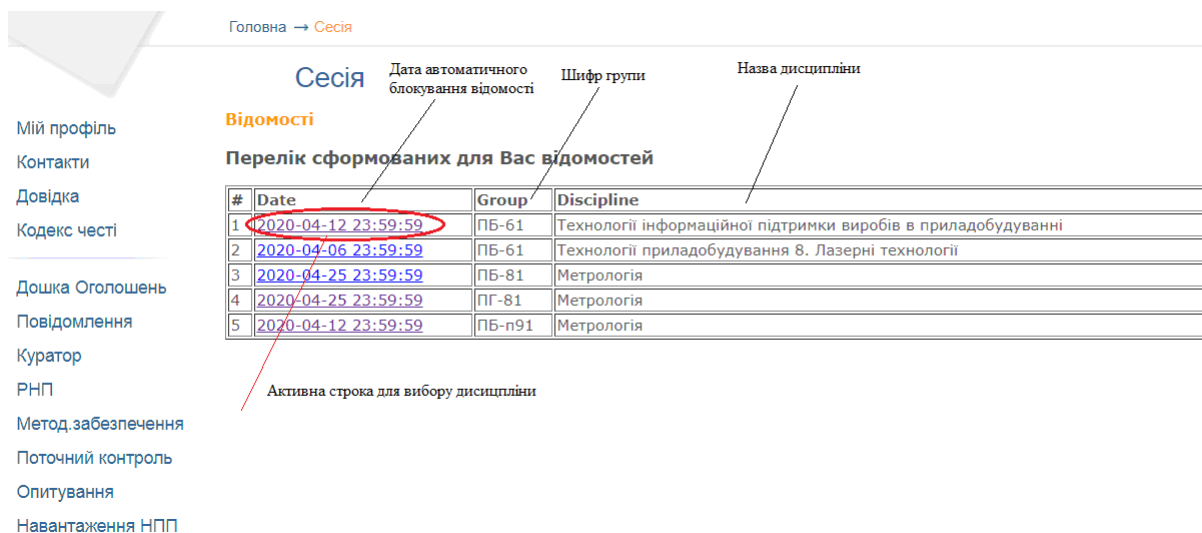 Головна → Сесія
Сесія
Дата автоматичного
блокування відомості
Шифр групи
Назва дисципліни
Відомості
Перелік сформованих для Вас відомостей
# Date Group Discipline
1 2020-04-12 23:59:59 ПБ-61 Технології інформаційної підтримки виробів в приладобудуванні
2 2020-04-06 23:59:59 ПБ-61 Технології приладобудування 8. Лазерні технології
3 2020-04-25 23:59:59 ПБ-81 Метрологія
4 2020-04-25 23:59:59 ПГ-81 Метрологія
5 2020-04-12 23:59:59 ПБ-п91 Метрологія
Активна строка для вибору дисицпліни
Мій профіль
Контакти
Довідка
Кодекс честі
Дошка Оголошень
Повідомлення
Куратор
РНП
Метод.забезпечення
Поточний контроль
Опитування
Навантаження НПП